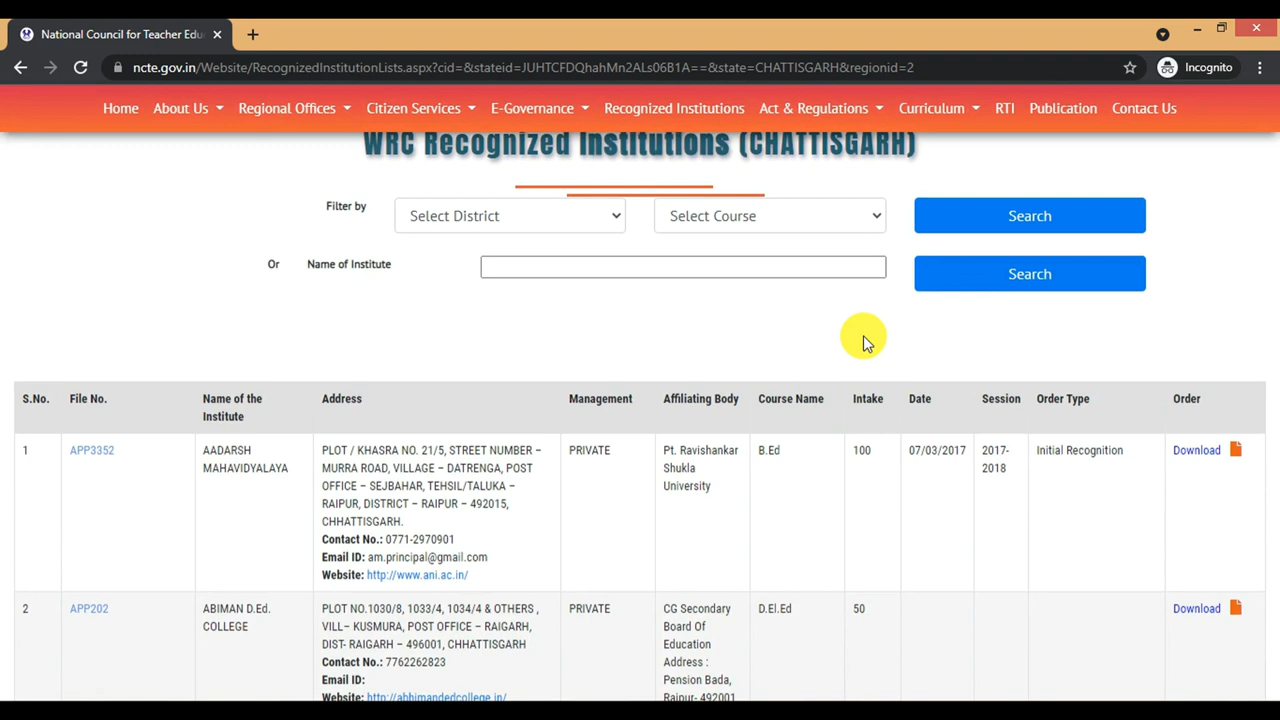 National Council for Teacher Edu
ncte.gov.in/Website/RecognizedInstitutionLists.aspx?cid=&stateid=JUHTCFDQhahMn2ALs06B1A==&state=CHATTISGARH&regionid=2
Incognito
Home About Us Regional Offices Citizen Services E-Governance Recognized Institutions Act & Regulations Curriculum RTI Publication Contact Us
WRC Recognized Institutions (CHATTISGARH)
Filter by Select District Select Course Search
Or Name of Institute Search
S.No. File No. Name of the Institute Address Management Affiliating Body Course Name Intake Date Session Order Type Order
1 APP3352
AADARSH
MAHAVIDYALAYA
PLOT / KHASRA NO. 21/5, STREET NUMBER –
MURRA ROAD, VILLAGE – DATRENGA, POST
OFFICE – SEJBAHAR, TEHSIL/TALUKA –
RAIPUR, DISTRICT – RAIPUR – 492015,
CHHATTISGARH.
Contact No.: 0771-2970901
Email ID: am.principal@gmail.com
Website: http://www.ani.ac.in/
PRIVATE
Pt. Ravishankar
Shukla
University
B.Ed
100
07/03/2017
2017-
2018
Initial Recognition
Download
2 APP202
ABIMAN D.Ed.
COLLEGE
PLOT NO.1030/8, 1033/4, 1034/4 & OTHERS ,
VILL– KUSMURA, POST OFFICE – RAIGARH,
DIST- RAIGARH – 496001, CHHATTISGARH
Contact No.: 7762262823
Email ID:
Website: http://abhimandedcollege.in/
PRIVATE
CG Secondary
Board Of
Education
Address :
Pension Bada,
Raipur- 492001
D.El.Ed
50
Download